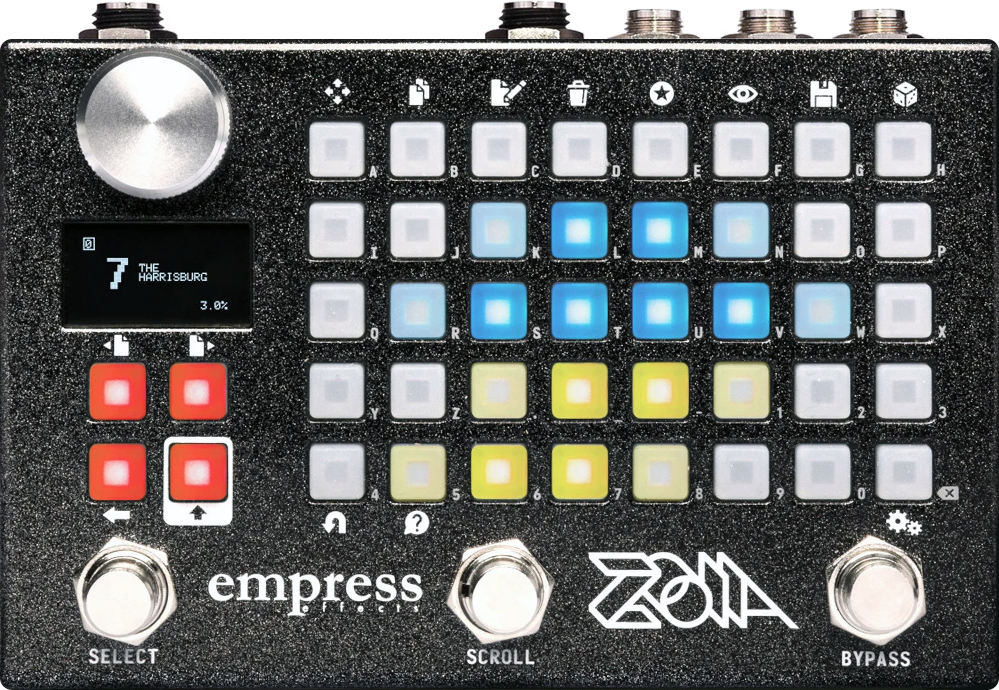 A B C D E F G H
0
I J K L M N O P
7 THE
HARRISBURG
3.0%
Q R S T U V W X
Y Z . _ - 1 2 3
4 5 6 7 8 9 0
?
empress
effects
ZOIA
SELECT
SCROLL
BYPASS